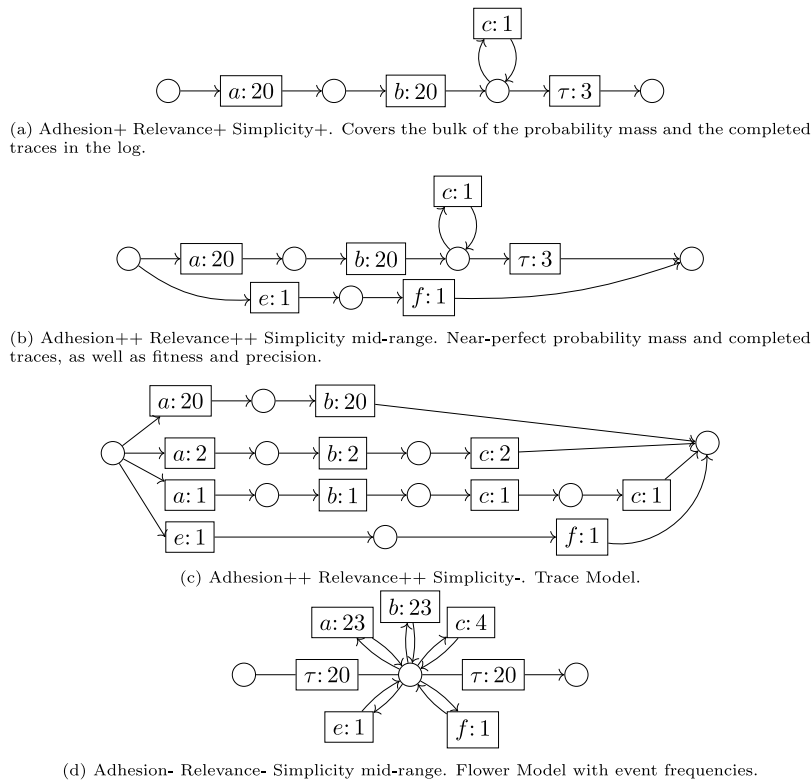 c: 1
a: 20 b: 20 τ: 3
(a) Adhesion+ Relevance+ Simplicity+. Covers the bulk of the probability mass and the completed
traces in the log.
c: 1
a: 20 b: 20 τ: 3
e: 1 f: 1
(b) Adhesion++ Relevance++ Simplicity mid-range. Near-perfect probability mass and completed
traces, as well as fitness and precision.
a: 20 b: 20
a: 2 b: 2 c: 2
a: 1 b: 1 c: 1 c: 1
e: 1 f: 1
(c) Adhesion++ Relevance++ Simplicity-. Trace Model.
b: 23
a: 23 c: 4
τ: 20 τ: 20
e: 1 f: 1
(d) Adhesion- Relevance- Simplicity mid-range. Flower Model with event frequencies.